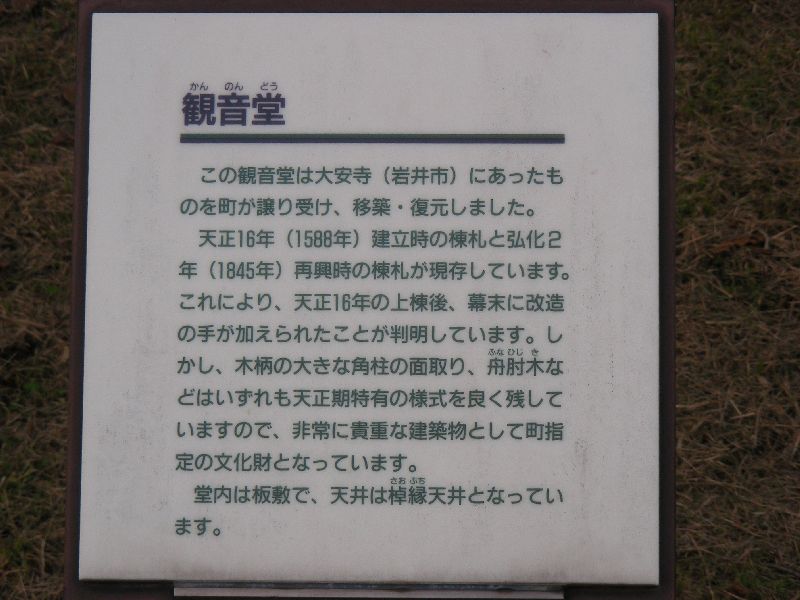 かん のん どう
観音堂
この観音堂は大安寺（岩井市）にあったも
のを町が譲り受け、移築・復元しました。
天正16年（1588年）建立時の棟札と弘化２
年（1845年）再興時の棟札が現存しています。
これにより、天正16年の上棟後、幕末に改造
の手が加えられたことが判明しています。し
かし、木柄の大きな角柱の面取り、舟肘木な
ふな ひじ き
どはいずれも天正期特有の様式を良く残して
いますので、非常に貴重な建築物として町指
定の文化財となっています。
さお ふち
堂内は板敷で、天井は棹縁天井となってい
ます。